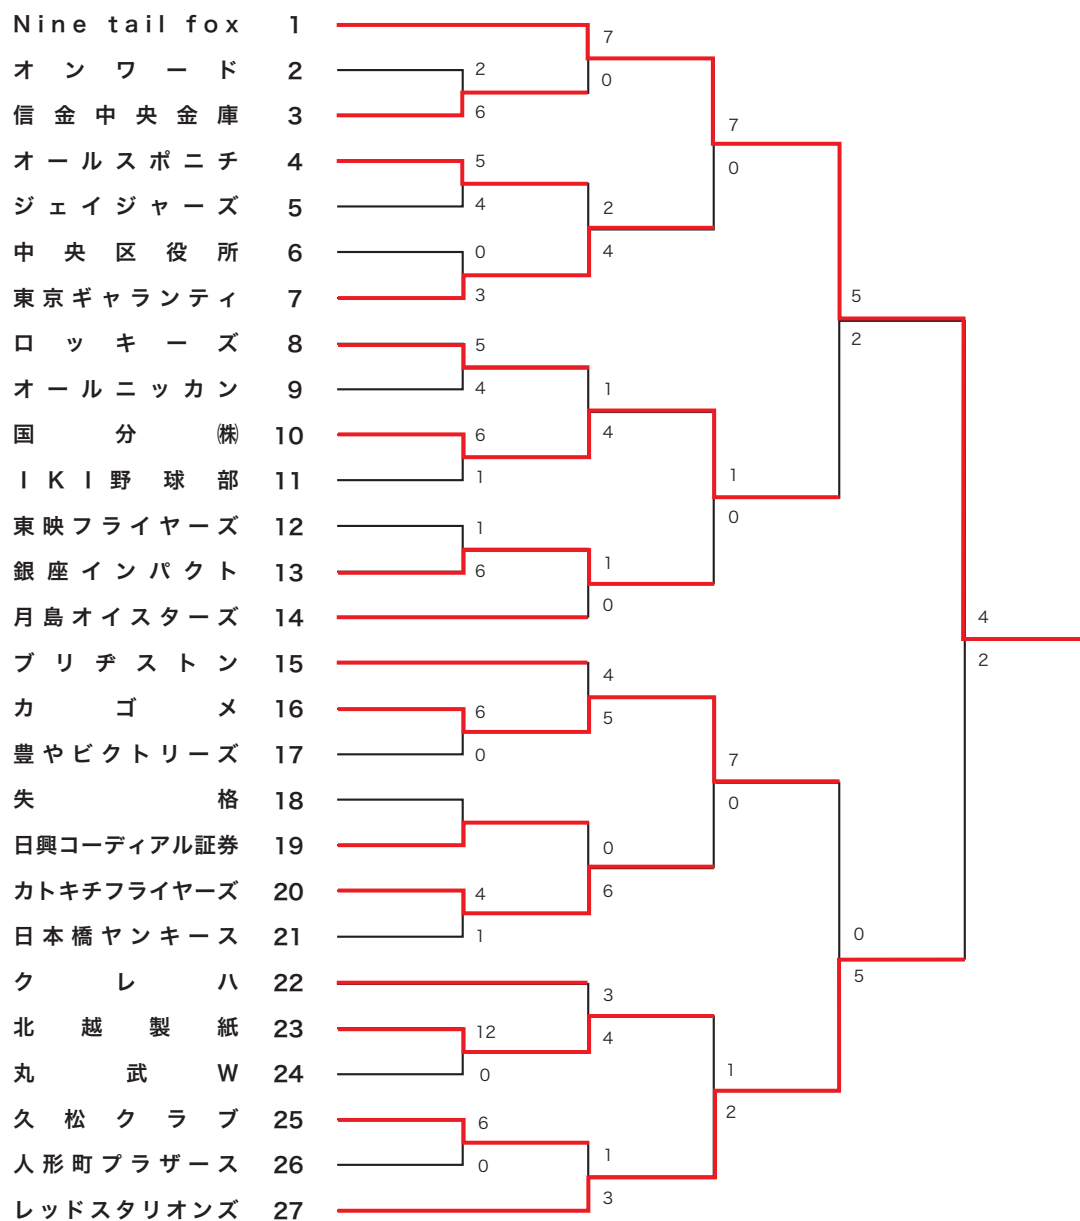 Nine tail fox 1
オンワード 2
信金中央金庫 3
オールスポニチ 4
ジェイジャーズ 5
中央区役所 6
東京ギャランティ 7
ロッキーズ 8
オールニッカン 9
国分㈱ 10
IKI野球部 11
東映フライヤーズ 12
銀座インパクト 13
月島オイスターズ 14
ブリヂストン 15
カゴメ 16
豊やビクトリーズ 17
失格 18
日興コーディアル証券 19
カトキチフライヤーズ 20
日本橋ヤンキース 21
クレハ 22
北越製紙 23
丸武W 24
久松クラブ 25
人形町プラザース 26
レッドスタリオンズ 27
2
6
5
4
0
3
5
4
6
1
1
6
6
0
4
1
12
0
6
0
7
0
2
4
1
4
1
0
4
5
0
6
3
4
1
3
7
0
1
0
7
0
1
2
5
2
0
5
4
2